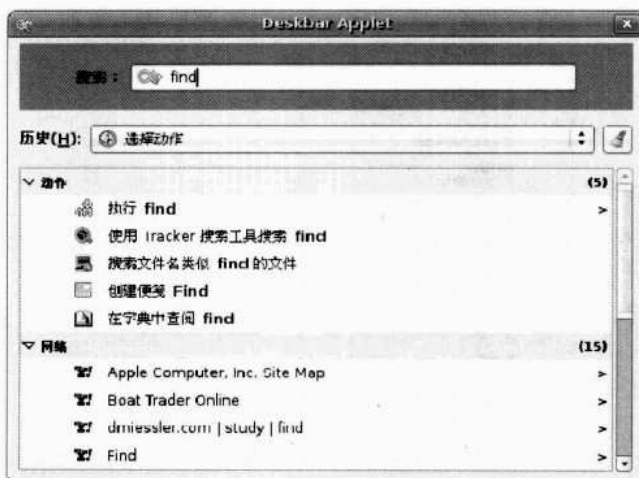 Deskbar Applet
搜索： find
历史(H): 选择动作
动作 (5)
执行 find >
使用 Tracker 搜索工具搜索 find
搜索文件名类似 find 的文件
创建便笺 Find
在字典中查阅 find
网络 (15)
Apple Computer, Inc. Site Map >
Boat Trader Online >
dmiessler.com | study | find >
Find >